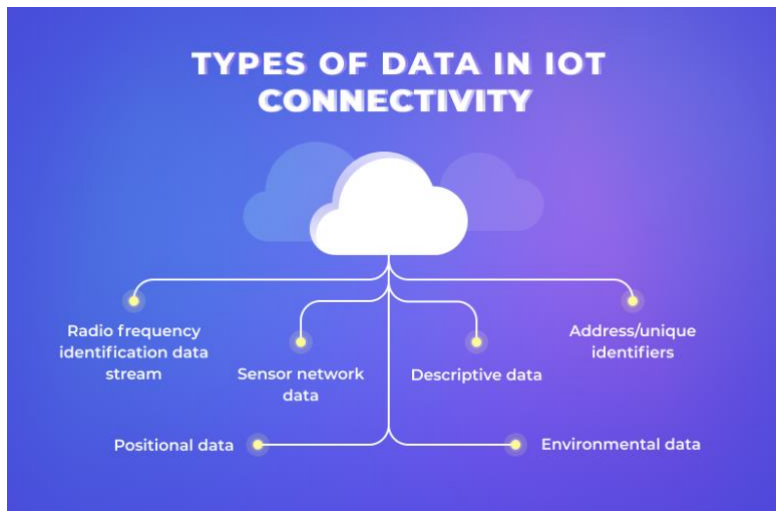 TYPES OF DATA IN IOT
CONNECTIVITY
Radio frequency
identification data
stream
Sensor network
data
Descriptive data
Address/unique
identifiers
Positional data
Environmental data